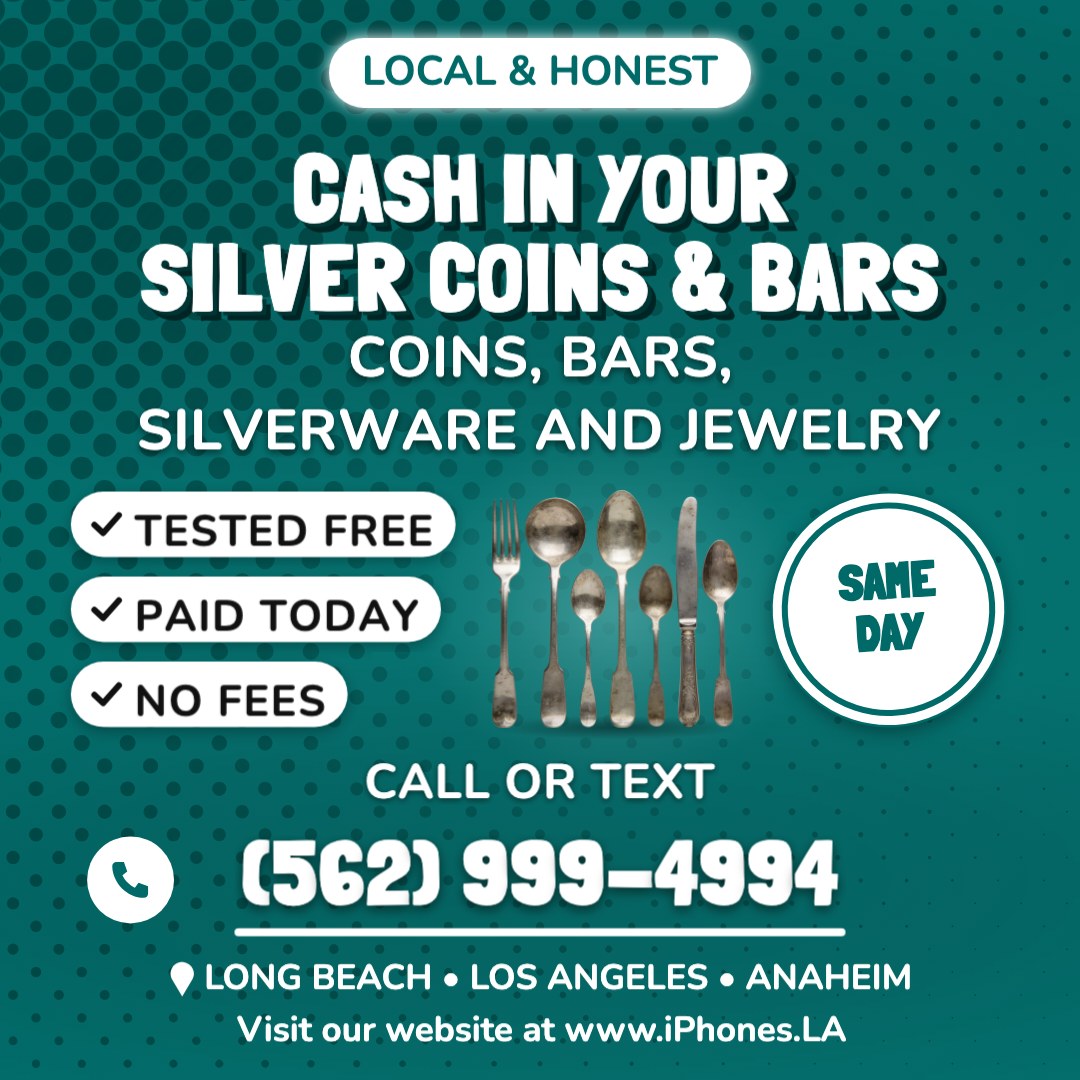 LOCAL & HONEST
CASH IN YOUR
SILVER COINS & BARS
COINS, BARS,
SILVERWARE AND JEWELRY
✓ TESTED FREE
✓ PAID TODAY
✓ NO FEES
SAME
DAY
CALL OR TEXT
(562) 999–4994
LONG BEACH • LOS ANGELES • ANAHEIM
Visit our website at www.iPhones.LA